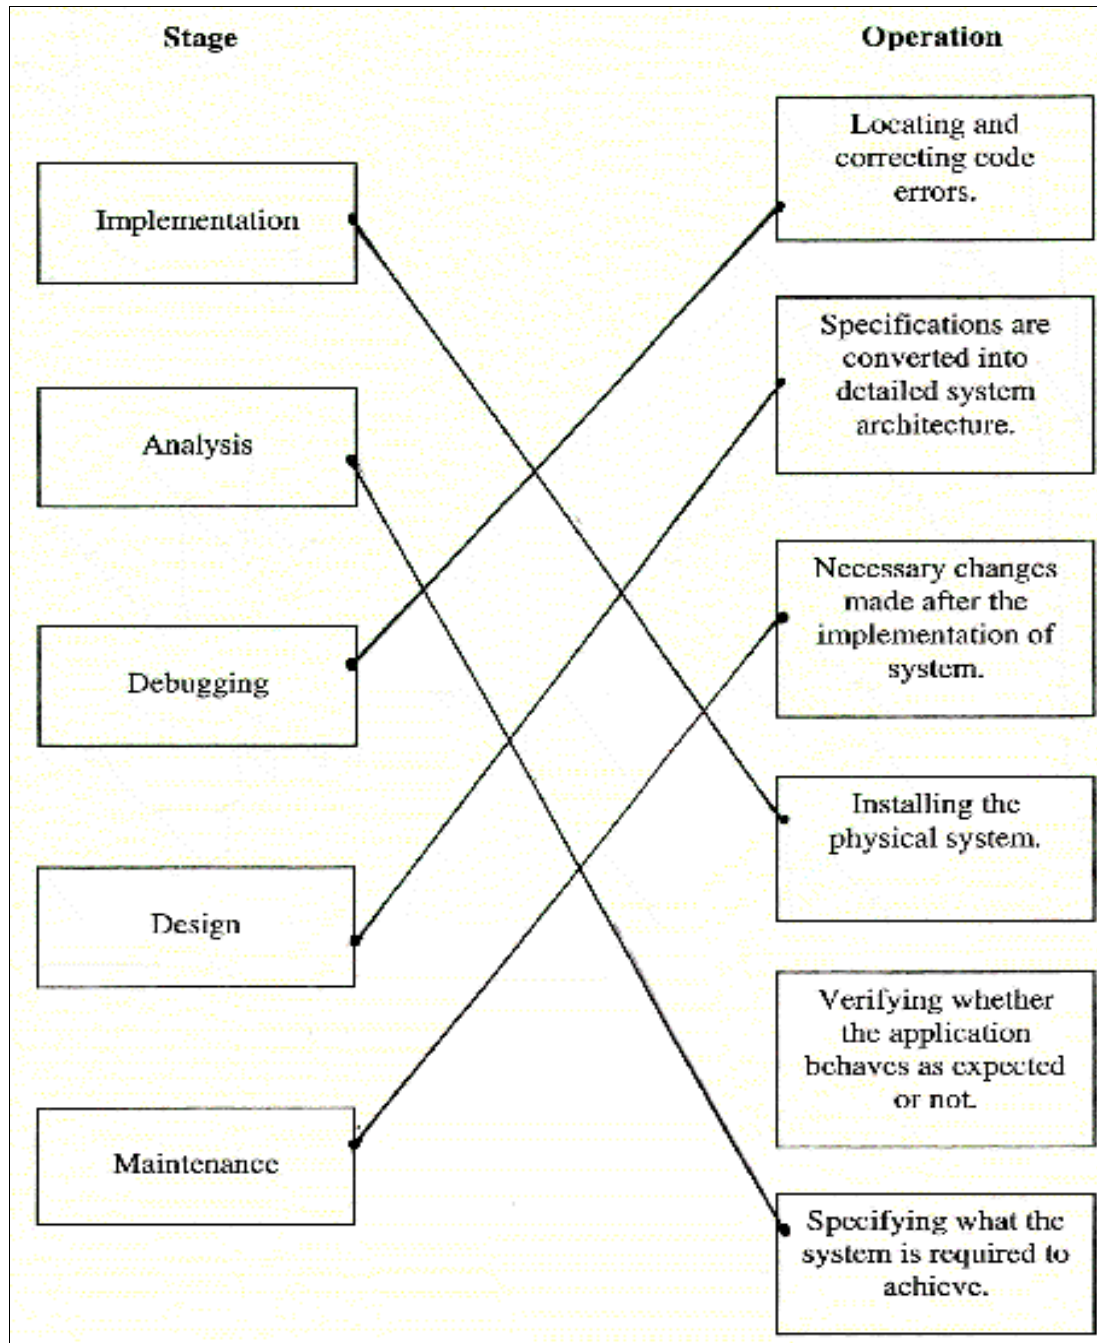 Stage
Operation
Implementation
Analysis
Debugging
Design
Maintenance
Locating and
correcting code
errors.
Specifications are
converted into
detailed system
architecture.
Necessary changes
made after the
implementation of
system.
Installing the
physical system.
Verifying whether
the application
behaves as expected
or not.
Specifying what the
system is required to
achieve.